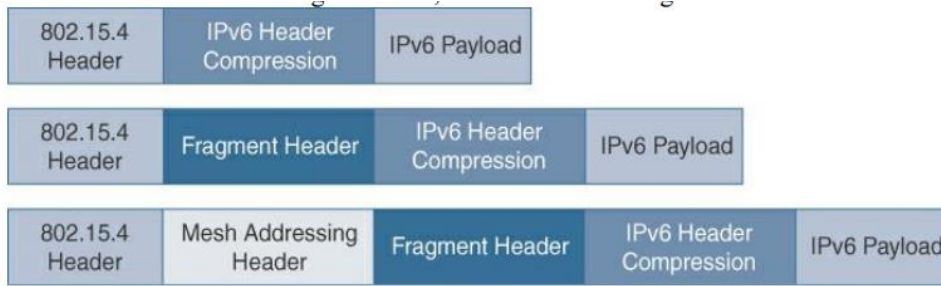 802.15.4
Header
IPv6 Header
Compression
IPv6 Payload
802.15.4
Header
Fragment Header
IPv6 Header
Compression
IPv6 Payload
802.15.4
Header
Mesh Addressing
Header
Fragment Header
IPv6 Header
Compression
IPv6 Payload